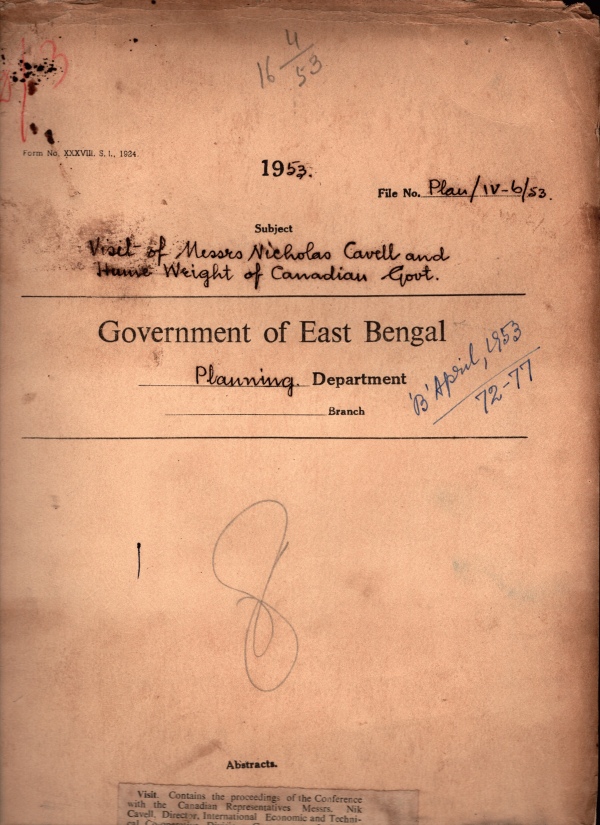 4
16 / 53
Form No. XXXVIII. S. I., 1924.
1953.
File No. Plan/IV-6/53.
Subject
Visit of Messrs Nicholas Cavell and
Hume Wright of Canadian Govt.
Government of East Bengal
Planning. Department
Branch
'B' April, 1953
72-77
8
Abstracts.
Visit. Contains the proceedings of the Conference
with the Canadian Representatives Messrs. Nik
Cavell, Director, International Economic and Techni-